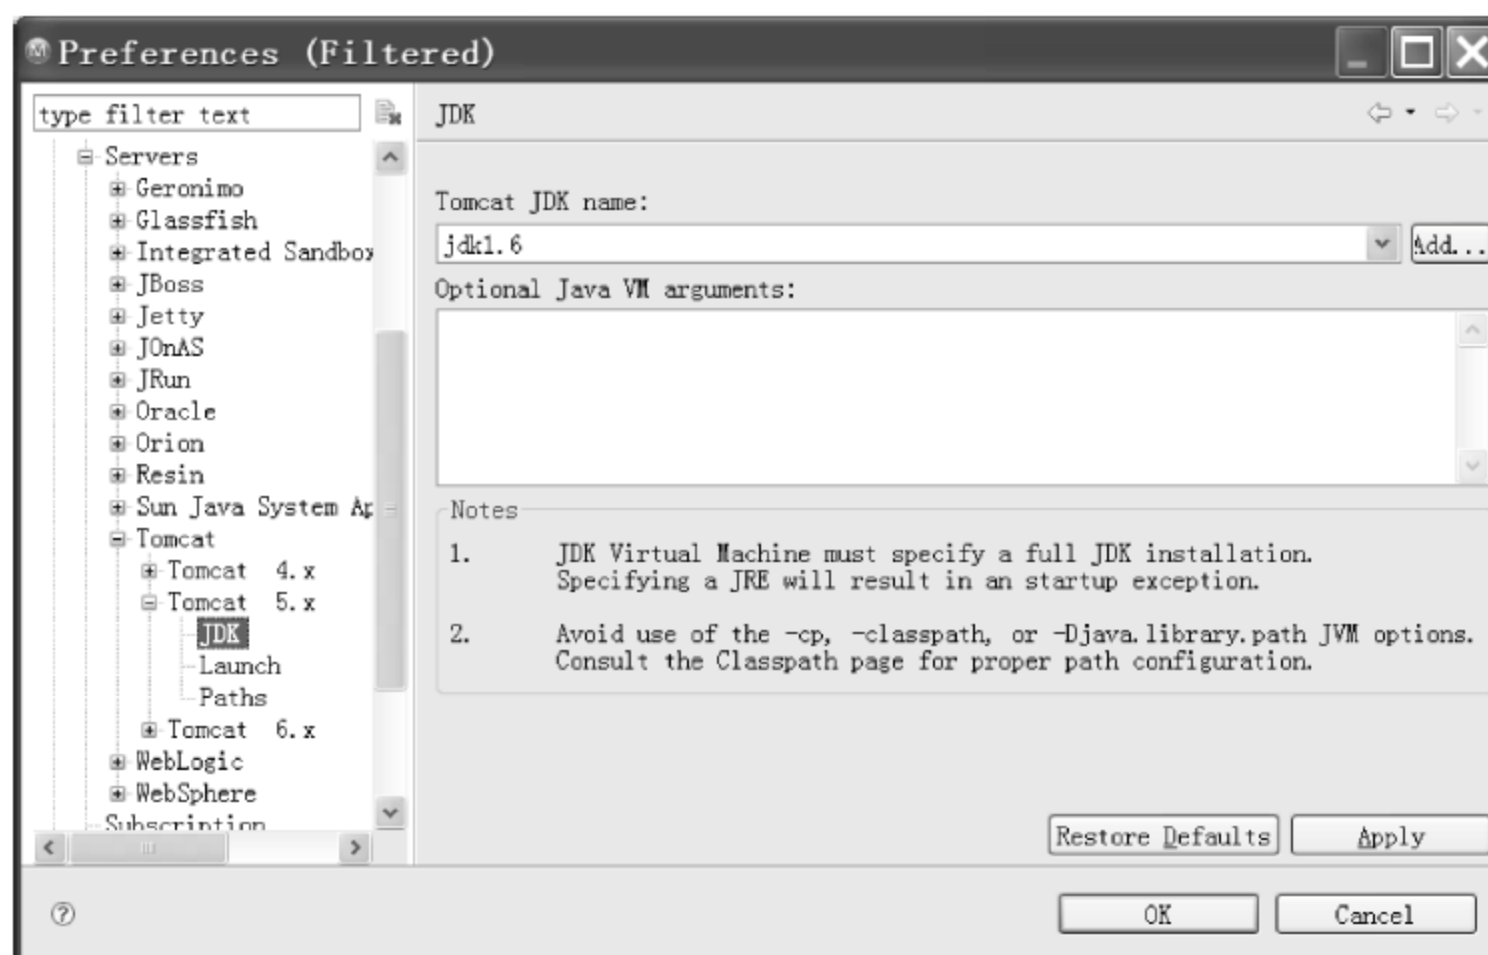 Preferences (Filtered)
type filter text
JDK
Servers
Geronimo
Glassfish
Integrated Sandbox
JBoss
Jetty
JOnAS
JRun
Oracle
Orion
Resin
Sun Java System Ap
Tomcat
Tomcat 4.x
Tomcat 5.x
JDK
Launch
Paths
Tomcat 6.x
WebLogic
WebSphere
Subscription
Tomcat JDK name:
jdk1.6
Add...
Optional Java VM arguments:
Notes
1. JDK Virtual Machine must specify a full JDK installation.
Specifying a JRE will result in an startup exception.
2. Avoid use of the -cp, -classpath, or -Djava.library.path JVM options.
Consult the Classpath page for proper path configuration.
Restore Defaults
Apply
OK
Cancel